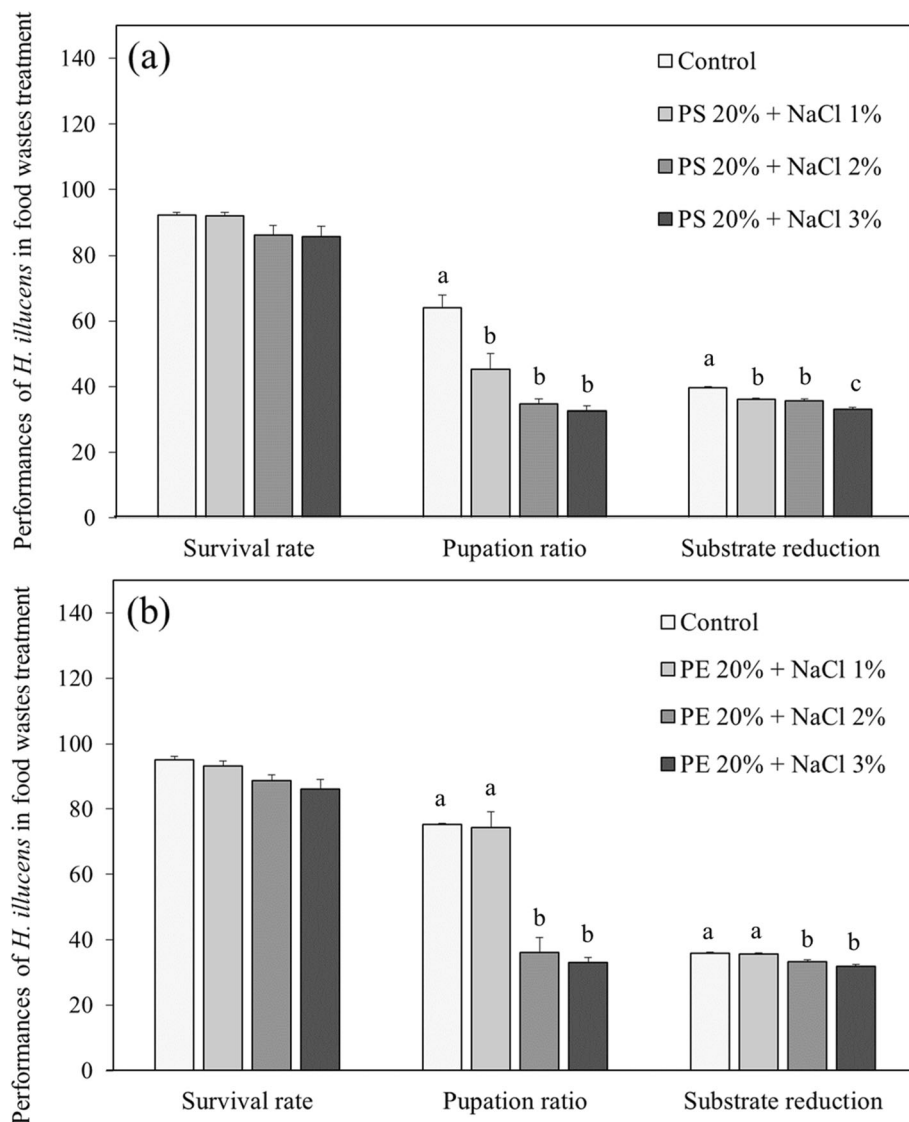 (a)
Performances of H. illucens in food wastes treatment
140
120
100
80
60
40
20
0
Control
PS 20% + NaCl 1%
PS 20% + NaCl 2%
PS 20% + NaCl 3%
a
b
b
b
a
b
b
c
Survival rate
Pupation ratio
Substrate reduction
(b)
Performances of H. illucens in food wastes treatment
140
120
100
80
60
40
20
0
Control
PE 20% + NaCl 1%
PE 20% + NaCl 2%
PE 20% + NaCl 3%
a
a
b
b
a
a
b
b
Survival rate
Pupation ratio
Substrate reduction